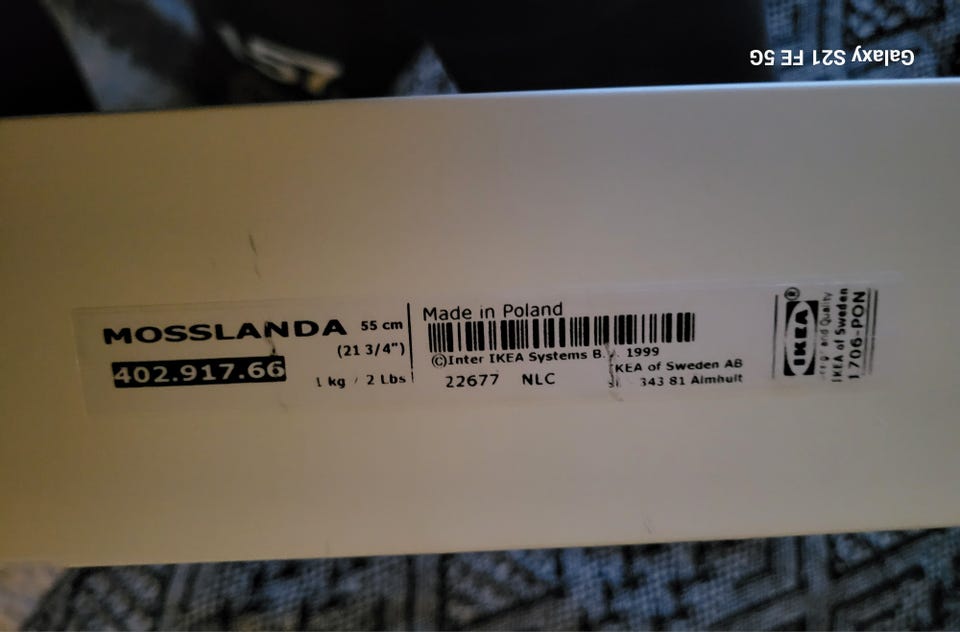 Galaxy S21 FE 5G
MOSSLANDA 55 cm
(21 3/4")
402.917.66
1 kg / 2 Lbs
Made in Poland
©Inter IKEA Systems B. 1999
22677 NLC
IKEA of Sweden AB
343 81 Almhult
® IKEA
and Quality
IKEA of Sweden
1706-PON